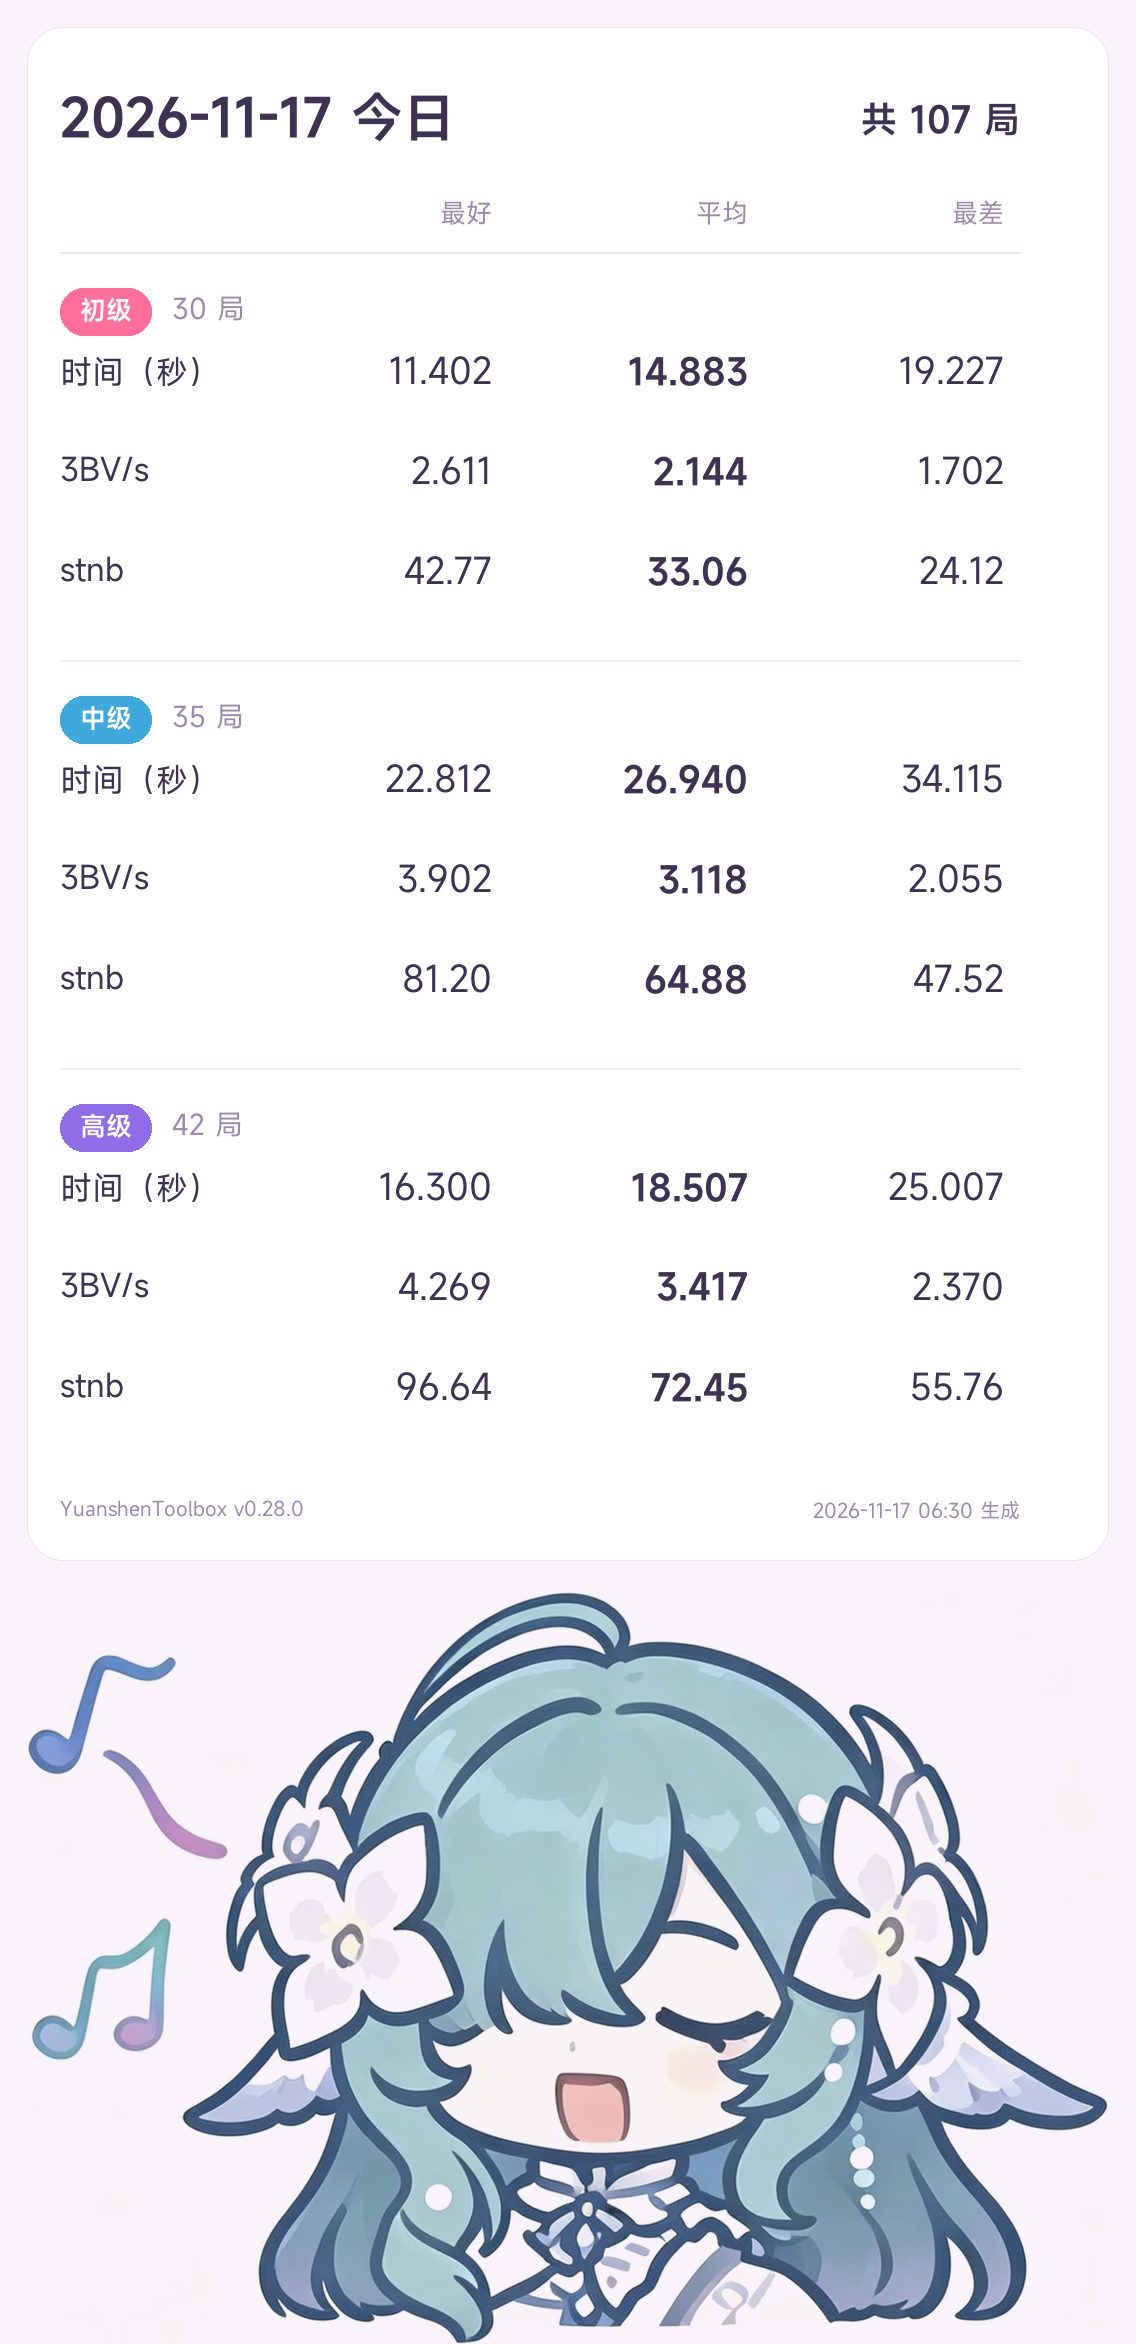 2026-11-17 今日 共 107 局
最好 平均 最差
初级 30 局
时间（秒） 11.402 14.883 19.227
3BV/s 2.611 2.144 1.702
stnb 42.77 33.06 24.12
中级 35 局
时间（秒） 22.812 26.940 34.115
3BV/s 3.902 3.118 2.055
stnb 81.20 64.88 47.52
高级 42 局
时间（秒） 16.300 18.507 25.007
3BV/s 4.269 3.417 2.370
stnb 96.64 72.45 55.76
YuanshenToolbox v0.28.0 2026-11-17 06:30 生成